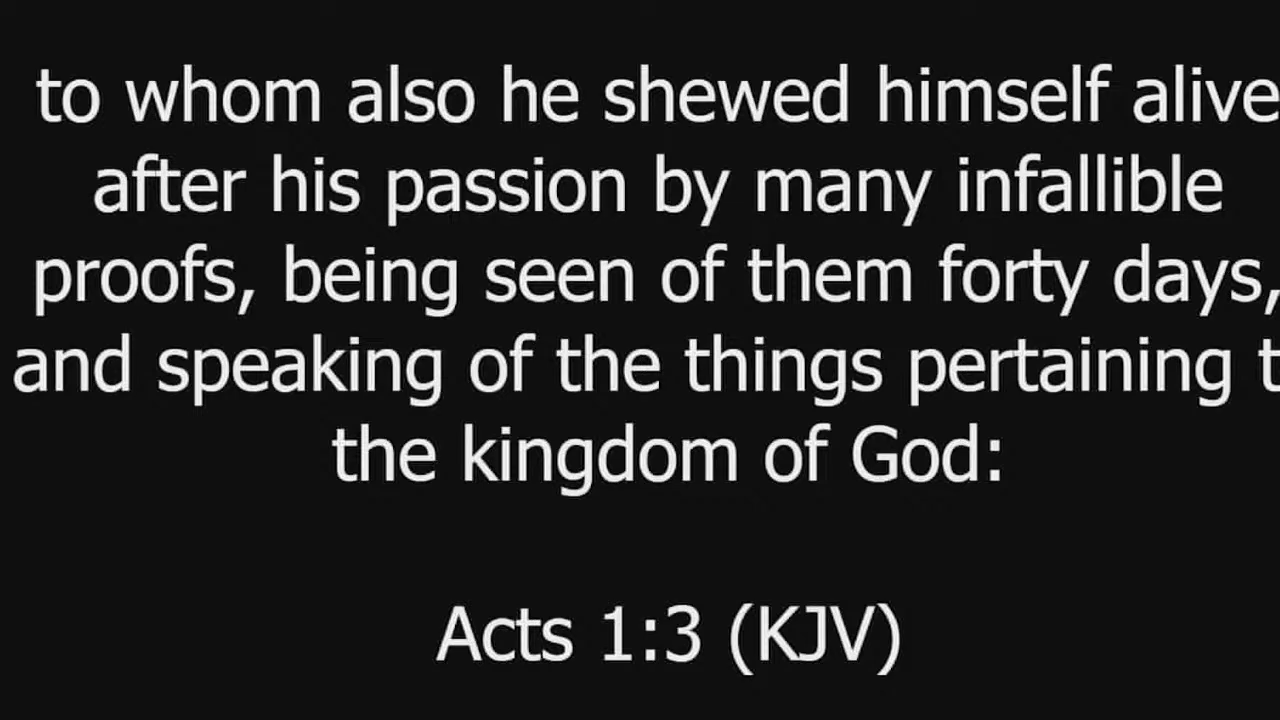 to whom also he shewed himself alive
after his passion by many infallible
proofs, being seen of them forty days,
and speaking of the things pertaining t
the kingdom of God:
Acts 1:3 (KJV)